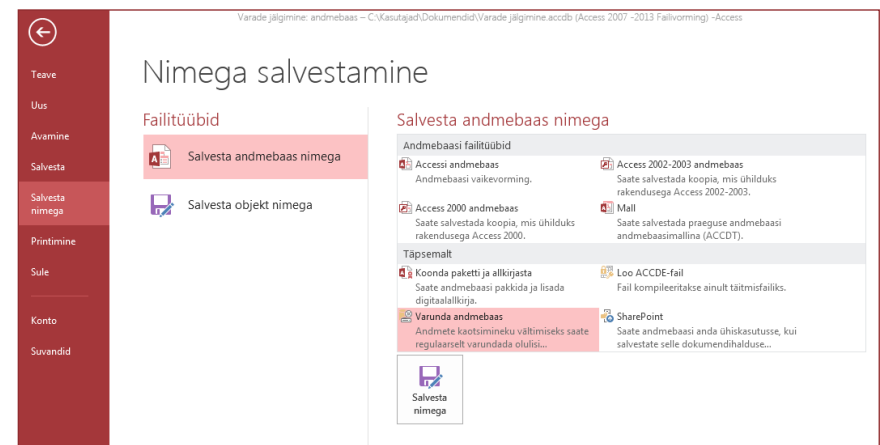 Varade jälgimine: andmebaas – C:\Kasutajad\Dokumendid\Varade jälgimine.accdb (Access 2007 -2013 Failivorming) -Access
Teave
Uus
Avamine
Salvesta
Salvesta
nimega
Printimine
Sule
Konto
Suvandid
Nimega salvestamine
Failitüübid
Salvesta andmebaas nimega
Salvesta objekt nimega
Salvesta andmebaas nimega
Andmebaasi failitüübid
Accessi andmebaas
Andmebaasi vaikevorming.
Access 2002-2003 andmebaas
Saate salvestada koopia, mis ühilduks
rakendusega Access 2002-2003.
Access 2000 andmebaas
Saate salvestada koopia, mis ühilduks
rakendusega Access 2000.
Mall
Saate salvestada praeguse andmebaasi
andmebaasimallina (ACCDT).
Täpsemalt
Koonda paketti ja allkirjasta
Saate andmebaasi pakkida ja lisada
digitaalallkirja.
Loo ACCDE-fail
Fail kompileeritakse ainult täitmisfailiks.
Varunda andmebaas
Andmete kaotsimineku vältimiseks saate
regulaarselt varundada olulisi...
SharePoint
Saate andmebaasi anda ühiskasutusse, kui
salvestate selle dokumendihalduse...
Salvesta
nimega